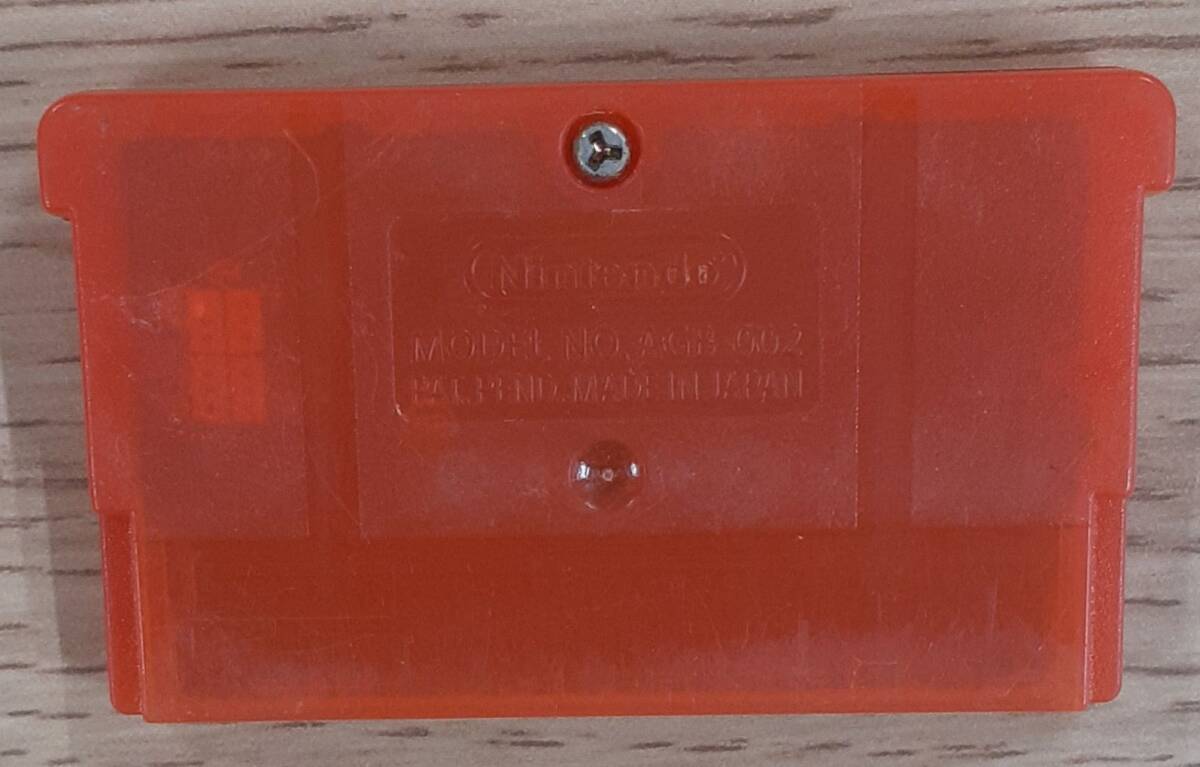 Nintendo®
MODEL NO. AGB-002
PAT. PEND. MADE IN JAPAN